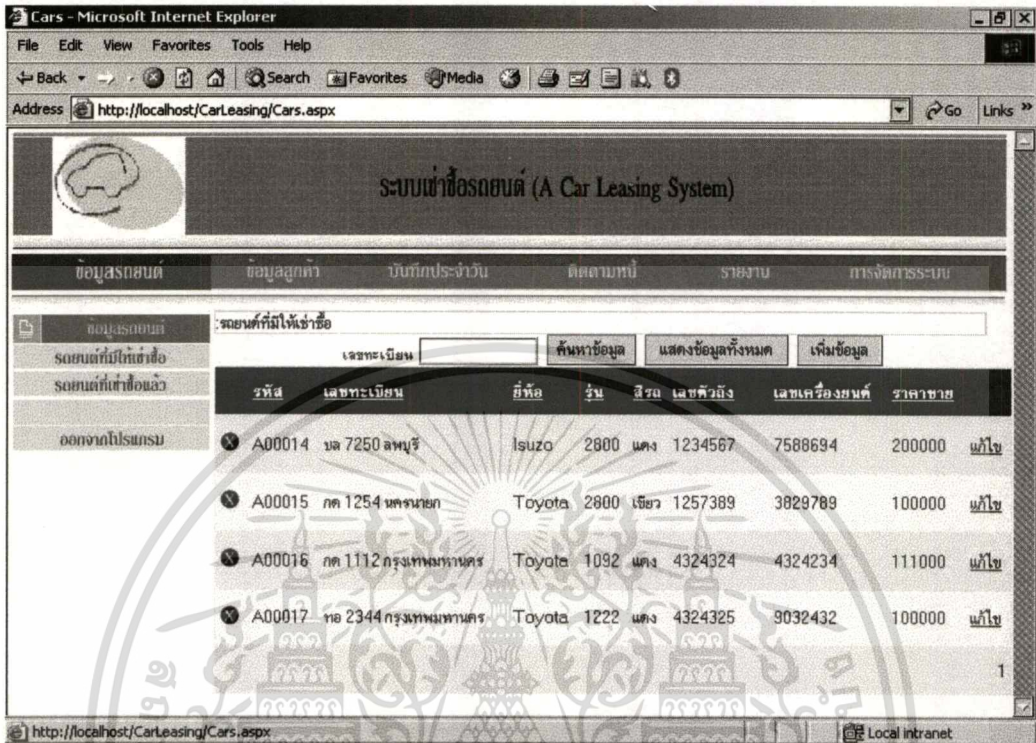 Cars - Microsoft Internet Explorer
File Edit View Favorites Tools Help
Back Search Favorites Media
Address http://localhost/CarLeasing/Cars.aspx Go Links »
ระบบเช่าซื้อรถยนต์ (A Car Leasing System)
ข้อมูลรถยนต์ ข้อมูลลูกค้า บันทึกประจำวัน ติดตามหนี้ รายงาน การจัดการระบบ
ข้อมูลรถยนต์
รถยนต์ที่มีให้เช่าซื้อ
รถยนต์ที่เช่าซื้อแล้ว
ออกจากโปรแกรม
:รถยนต์ที่มีให้เช่าซื้อ
เลขทะเบียน ค้นหาข้อมูล แสดงข้อมูลทั้งหมด เพิ่มข้อมูล
รหัส เลขทะเบียน ยี่ห้อ รุ่น สีรถ เลขตัวถัง เลขเครื่องยนต์ ราคาขาย
A00014 บล 7250 ลพบุรี Isuzo 2800 แดง 1234567 7588694 200000 แก้ไข
A00015 กด 1254 นครนายก Toyota 2800 เขียว 1257389 3829789 100000 แก้ไข
A00016 กด 1112 กรุงเทพมหานคร Toyota 1092 แดง 4324324 4324234 111000 แก้ไข
A00017 ทอ 2344 กรุงเทพมหานคร Toyota 1222 แดง 4324325 9032432 100000 แก้ไข
1
http://localhost/CarLeasing/Cars.aspx Local intranet